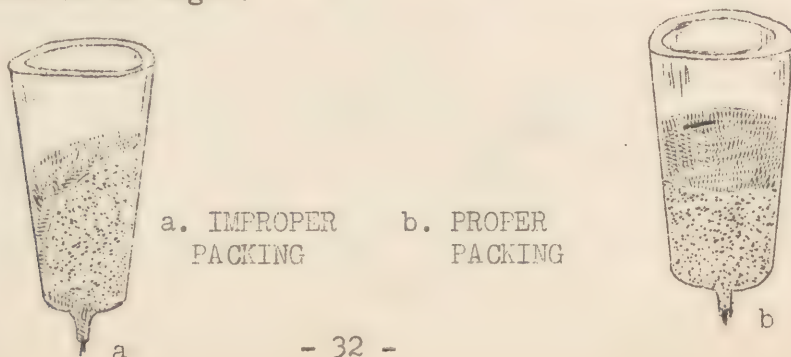 a. IMPROPER PACKING
b. PROPER PACKING
a
b
- 32 -